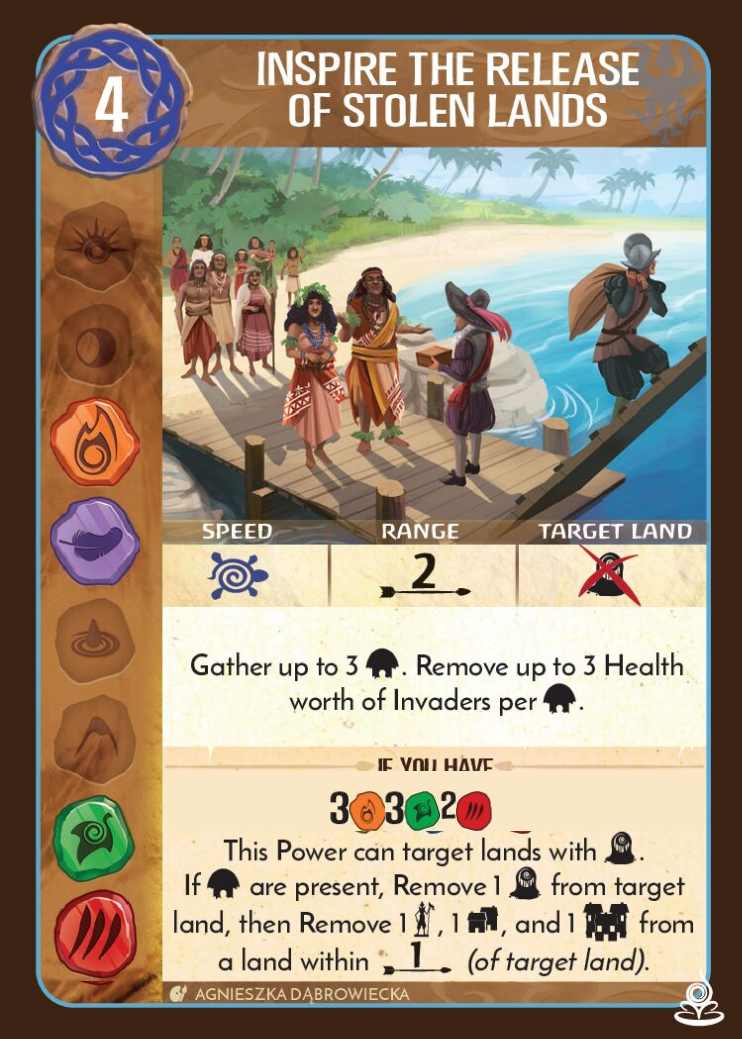 4
INSPIRE THE RELEASE
OF STOLEN LANDS
SPEED RANGE TARGET LAND
2
Gather up to 3 . Remove up to 3 Health
worth of Invaders per .
IF YOU HAVE
3 3 2
This Power can target lands with .
If are present, Remove 1 from target
land, then Remove 1 , 1 , and 1 from
a land within 1 (of target land).
AGNIESZKA DĄBROWIECKA